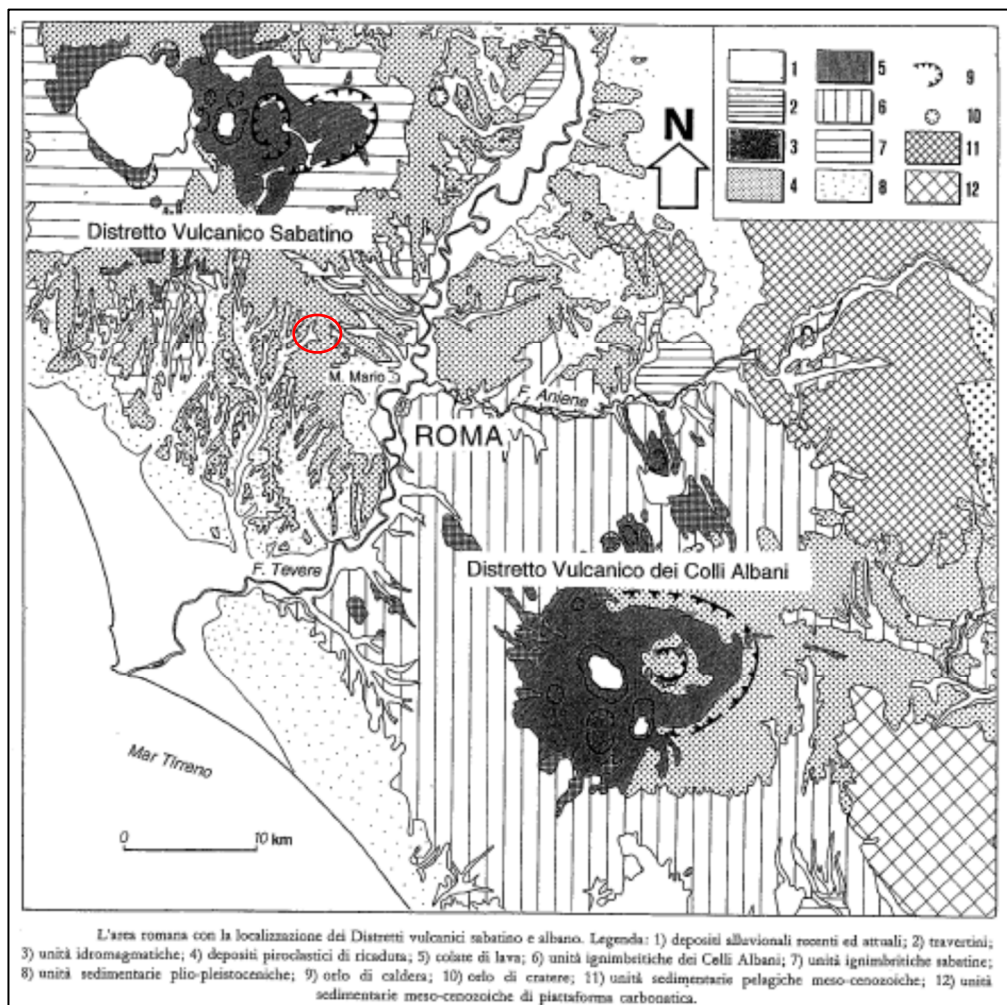 1
2
3
4
5
6
7
8
9
10
11
12
N
Distretto Vulcanico Sabatino
M. Mario
F. Aniene
ROMA
F. Tevere
Distretto Vulcanico dei Colli Albani
Mar Tirreno
0 10 km
L'area romana con la localizzazione dei Distretti vulcanici sabatino e albano. Legenda: 1) depositi alluvionali recenti ed attuali; 2) travertini;
3) unità idromagmatiche; 4) depositi piroclastici di ricaduta; 5) colate di lava; 6) unità ignimbritiche dei Colli Albani; 7) unità ignimbritiche sabatine;
8) unità sedimentarie plio-pleistoceniche; 9) orlo di caldera; 10) orlo di cratere; 11) unità sedimentarie pelagiche meso-cenozoiche; 12) unità
sedimentarie meso-cenozoiche di piattaforma carbonatica.